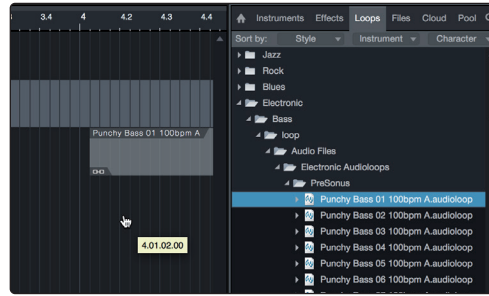 3.4 4 4.2 4.3 4.4
Instruments Effects Loops Files Cloud Pool
Sort by: Style Instrument Character
Jazz
Rock
Blues
Electronic
Bass
loop
Audio Files
Electronic Audioloops
PreSonus
Punchy Bass 01 100bpm A.audioloop
Punchy Bass 02 100bpm A.audioloop
Punchy Bass 03 100bpm A.audioloop
Punchy Bass 04 100bpm A.audioloop
Punchy Bass 05 100bpm A.audioloop
Punchy Bass 06 100bpm A.audioloop
Punchy Bass 01 100bpm A
4.01.02.00